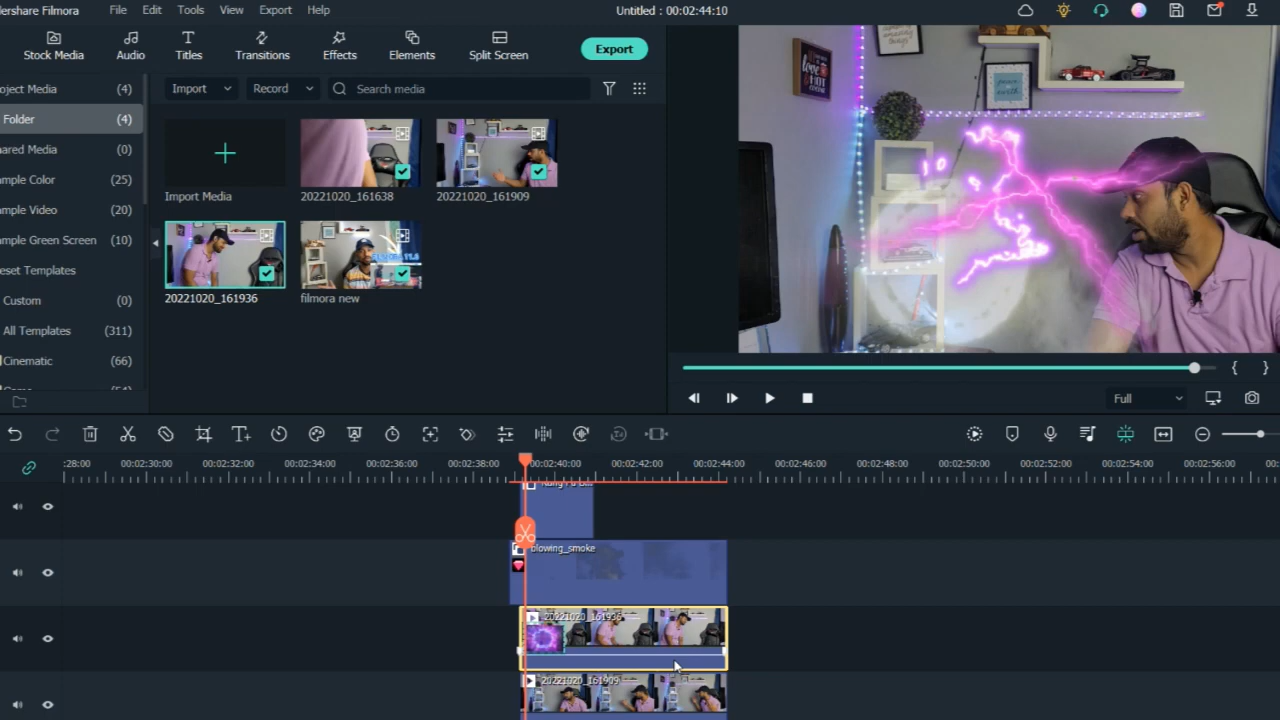 dershare Filmora File Edit Tools View Export Help Untitled : 00:02:44:10
Stock Media Audio Titles Transitions Effects Elements Split Screen Export
oject Media (4)
Folder (4)
ared Media (0)
mple Color (25)
mple Video (20)
mple Green Screen (10)
eset Templates
Custom (0)
All Templates (311)
Cinematic (66)
Import Record Search media
Import Media 20221020_161638 20221020_161909
20221020_161936 filmora new
Full
:28:00 00:02:30:00 00:02:32:00 00:02:34:00 00:02:36:00 00:02:38:00 00:02:40:00 00:02:42:00 00:02:44:00 00:02:46:00 00:02:48:00 00:02:50:00 00:02:52:00 00:02:54:00 00:02:56:00 00:
blowing_smoke
20221020_161936
20221020_161909